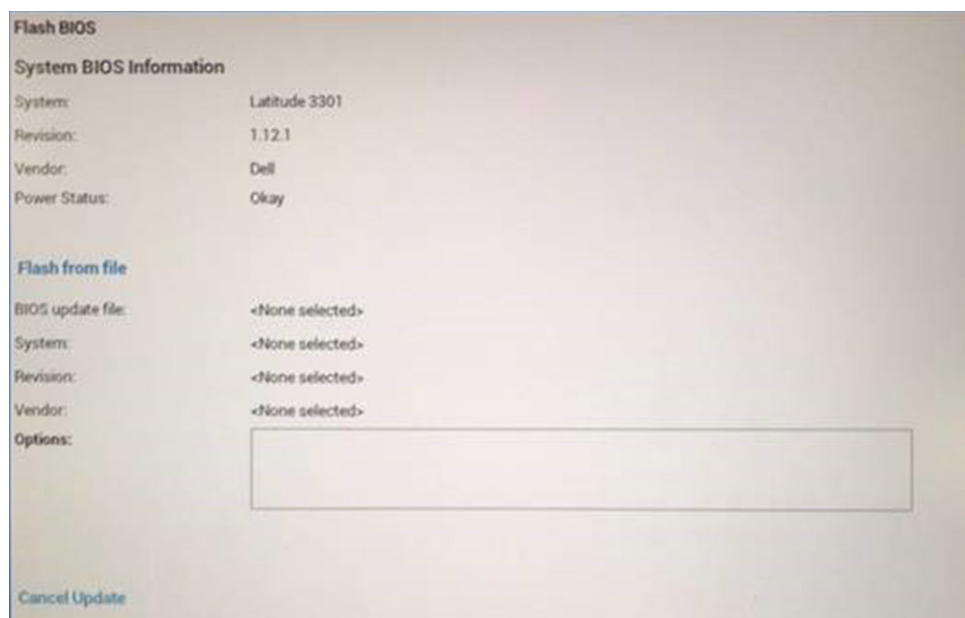 Flash BIOS
System BIOS Information
System: Latitude 3301
Revision: 1.12.1
Vendor: Dell
Power Status: Okay
Flash from file
BIOS update file: <None selected>
System: <None selected>
Revision: <None selected>
Vendor: <None selected>
Options:
Cancel Update